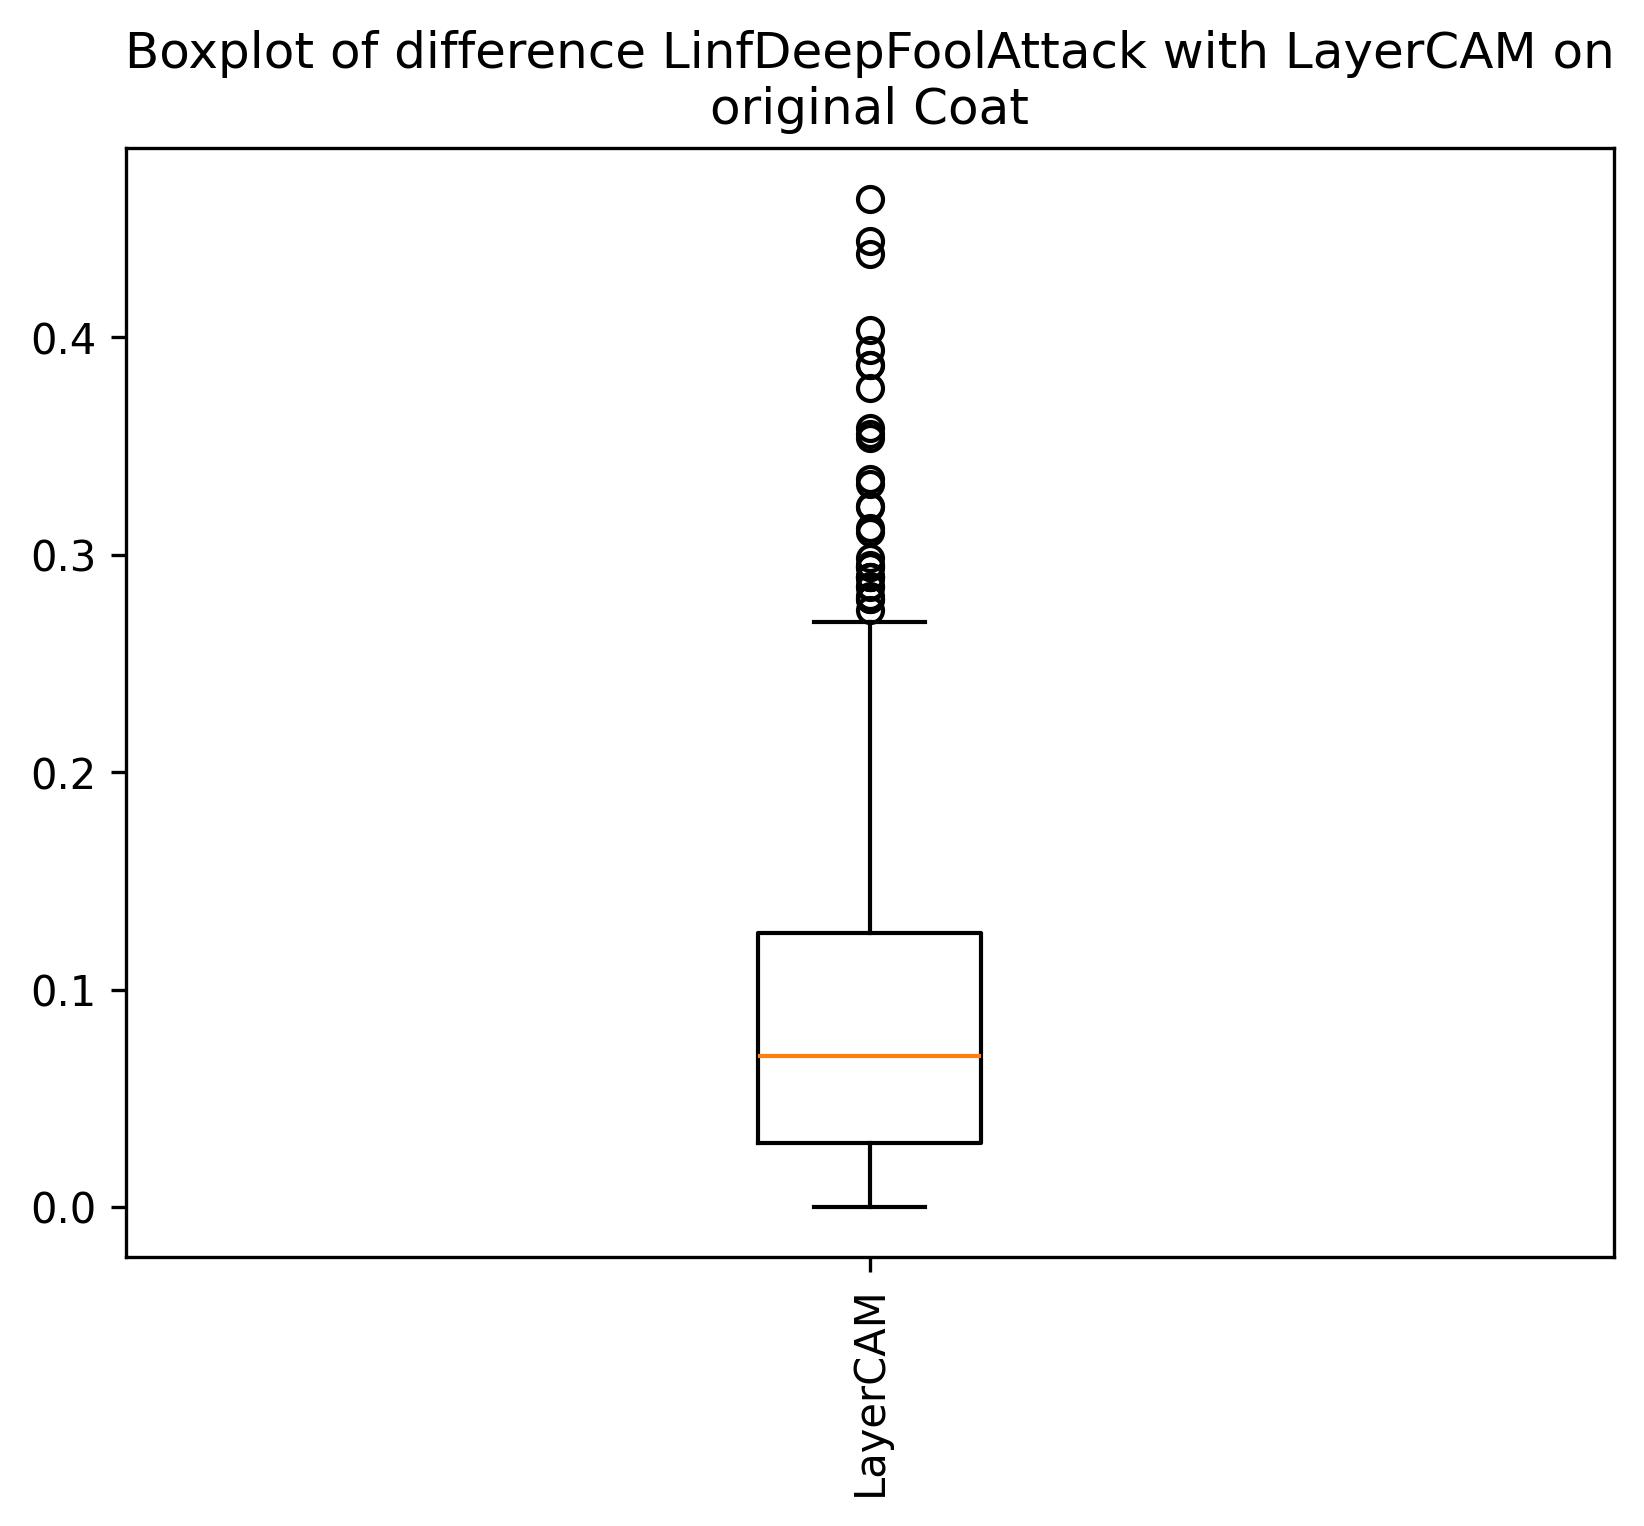 Boxplot of difference LinfDeepFoolAttack with LayerCAM on
original Coat
0.4
0.3
0.2
0.1
0.0
LayerCAM